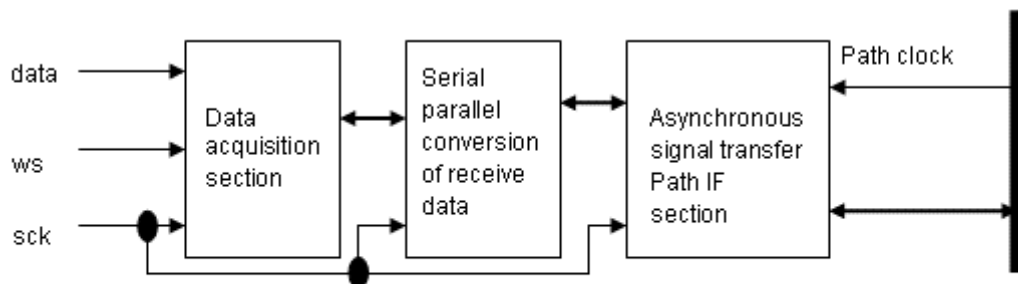 data
ws
sck
Data
acquisition
section
Serial
parallel
conversion
of receive
data
Asynchronous
signal transfer
Path IF
section
Path clock